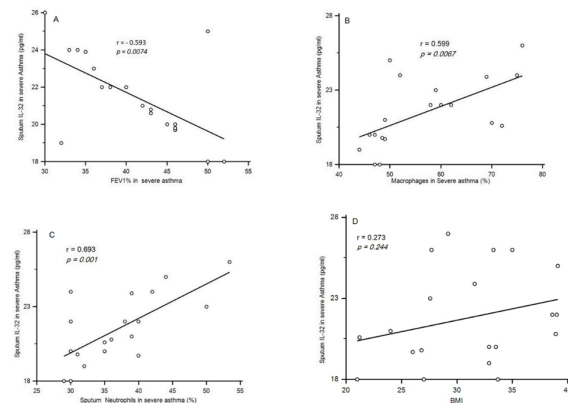 A
r = - 0.593
p = 0.0074
Sputum IL-32 in severe Asthma (pg/ml)
26
24
22
20
18
30
35
40
45
50
55
FEV1% in severe asthma
B
r = 0.599
p = 0.0067
Sputum IL-32 in severe Asthma (pg/ml)
28
23
18
40
50
60
70
80
Macrophages in Severe asthma (%)
C
r = 0.693
p = 0.001
Sputum IL-32 in severe Asthma (pg/ml)
28
23
18
25
30
35
40
45
50
55
Sputum Neutrophils in severe asthma (%)
D
r = 0.273
p = 0.244
Sputum IL-32 in severe Asthma (pg/ml)
28
23
18
20
25
30
35
40
BMI